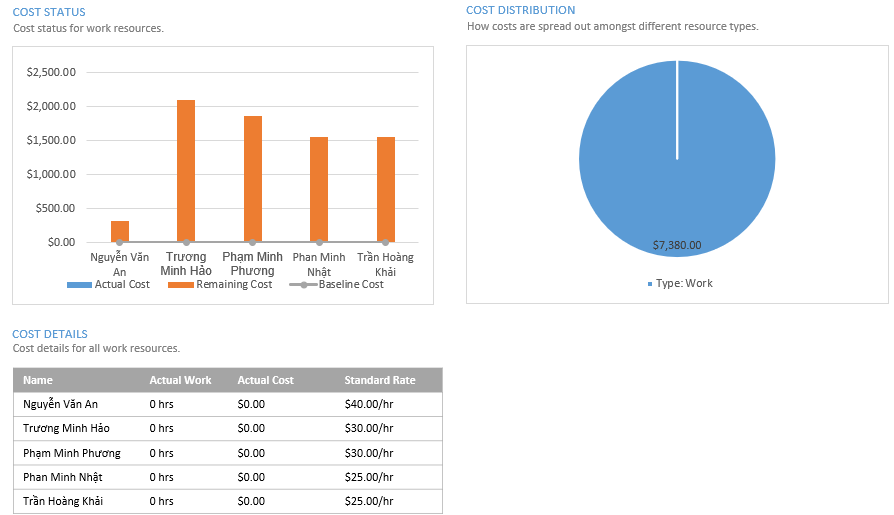 COST STATUS
Cost status for work resources.
$2,500.00
$2,000.00
$1,500.00
$1,000.00
$500.00
$0.00
Nguyễn Văn An
Trương Minh Hảo
Phạm Minh Phương
Phan Minh Nhật
Trần Hoàng Khải
Actual Cost
Remaining Cost
Baseline Cost
COST DISTRIBUTION
How costs are spread out amongst different resource types.
$7,380.00
Type: Work
COST DETAILS
Cost details for all work resources.
Name Actual Work Actual Cost Standard Rate
Nguyễn Văn An 0 hrs $0.00 $40.00/hr
Trương Minh Hảo 0 hrs $0.00 $30.00/hr
Phạm Minh Phương 0 hrs $0.00 $30.00/hr
Phan Minh Nhật 0 hrs $0.00 $25.00/hr
Trần Hoàng Khải 0 hrs $0.00 $25.00/hr